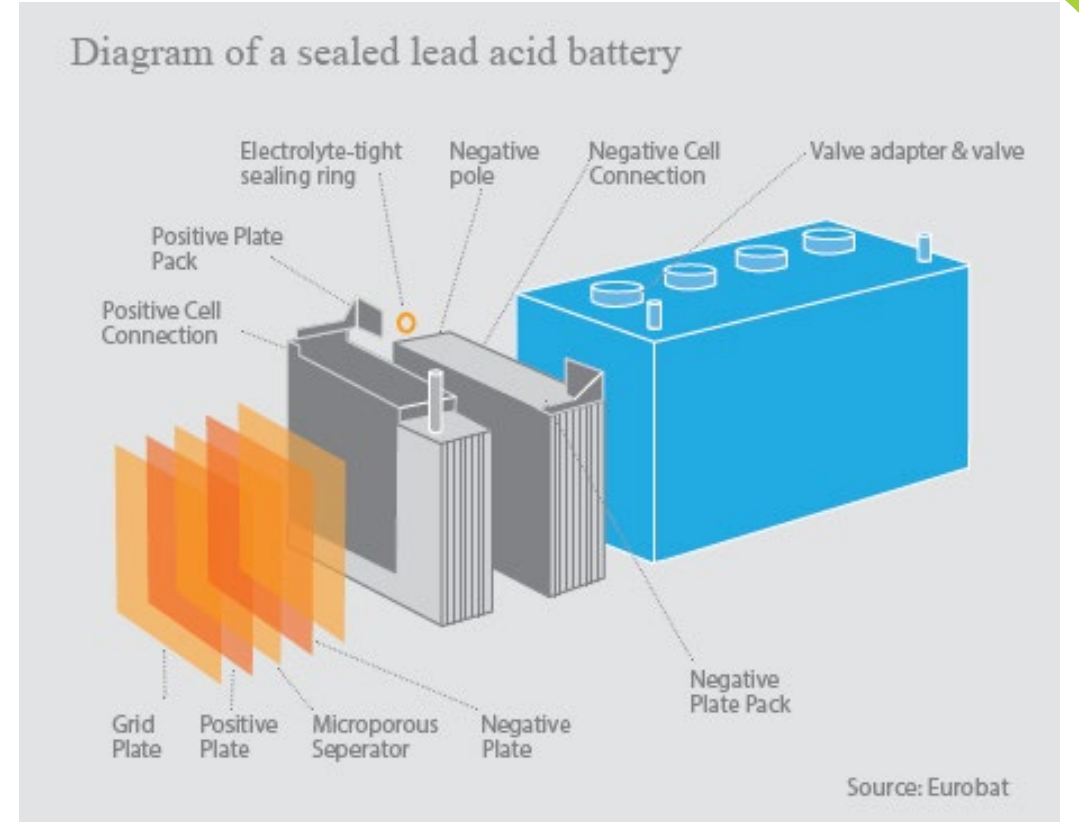 Diagram of a sealed lead acid battery
Electrolyte-tight
sealing ring
Negative
pole
Negative Cell
Connection
Valve adapter & valve
Positive Plate
Pack
Positive Cell
Connection
Negative
Plate Pack
Grid
Plate
Positive
Plate
Microporous
Seperator
Negative
Plate
Source: Eurobat